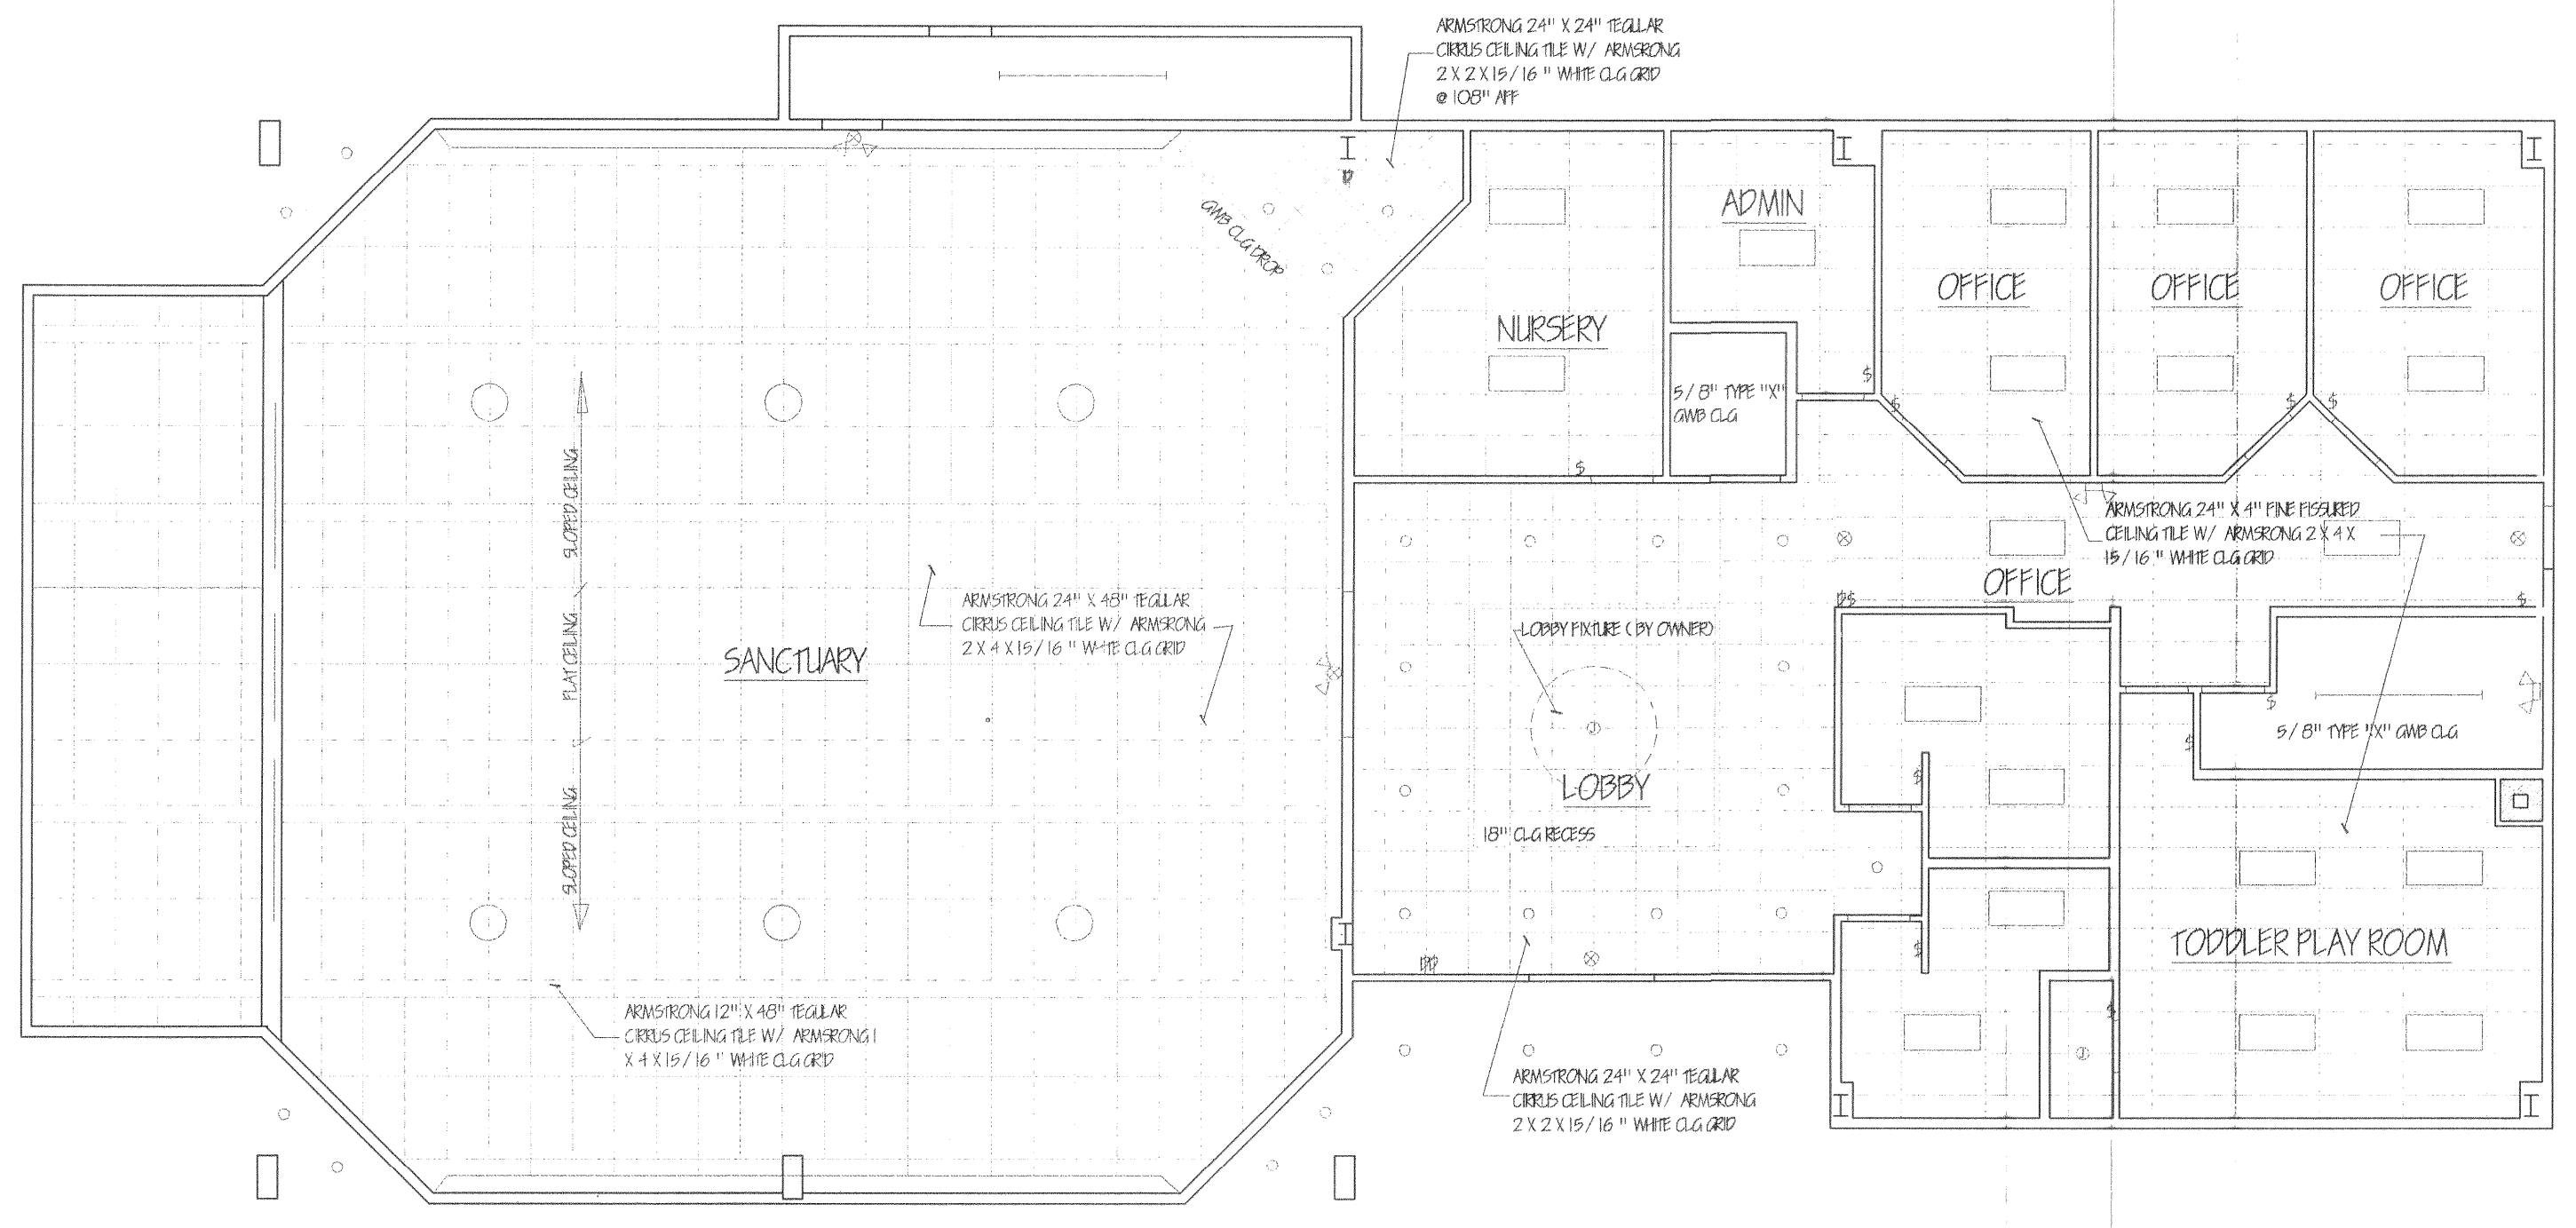 ARMSTRONG 24" X 24" TEGULAR
CIRRUS CEILING TILE W/ ARMSRONG
2 X 2 X 15/16 " WHITE CLG GRID
@ 108" AFF
ADMIN
GWB CLG DROP
OFFICE
OFFICE
OFFICE
NURSERY
5/8" TYPE "X"
GWB CLG
SLOPED CEILING
FLAT CEILING
SLOPED CEILING
ARMSTRONG 24" X 4" FINE FISSURED
CEILING TILE W/ ARMSRONG 2 X 4 X
15/16 " WHITE CLG GRID
OFFICE
ARMSTRONG 24" X 48" TEGULAR
CIRRUS CEILING TILE W/ ARMSRONG
2 X 4 X 15/16 " WHITE CLG GRID
SANCTUARY
LOBBY FIXTURE ( BY OWNER)
5/8" TYPE "X" GWB CLG
LOBBY
18" CLG RECESS
TODDLER PLAY ROOM
ARMSTRONG 12" X 48" TEGULAR
CIRRUS CEILING TILE W/ ARMSRONG 1
X 4 X 15/16 " WHITE CLG GRID
ARMSTRONG 24" X 24" TEGULAR
CIRRUS CEILING TILE W/ ARMSRONG
2 X 2 X 15/16 " WHITE CLG GRID